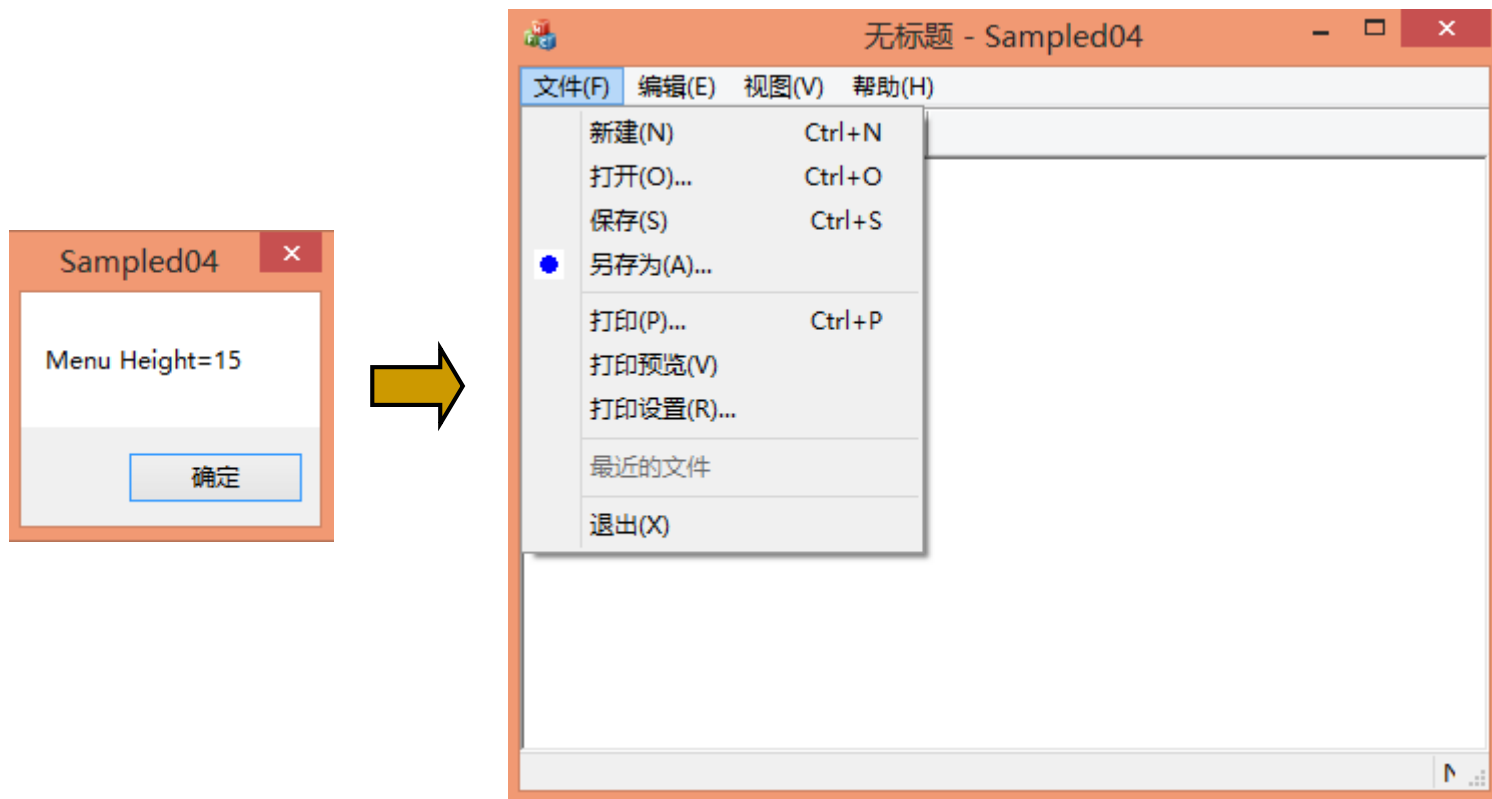 Sampled04
Menu Height=15
确定
无标题 - Sampled04
文件(F) 编辑(E) 视图(V) 帮助(H)
新建(N) Ctrl+N
打开(O)... Ctrl+O
保存(S) Ctrl+S
另存为(A)...
打印(P)... Ctrl+P
打印预览(V)
打印设置(R)...
最近的文件
退出(X)